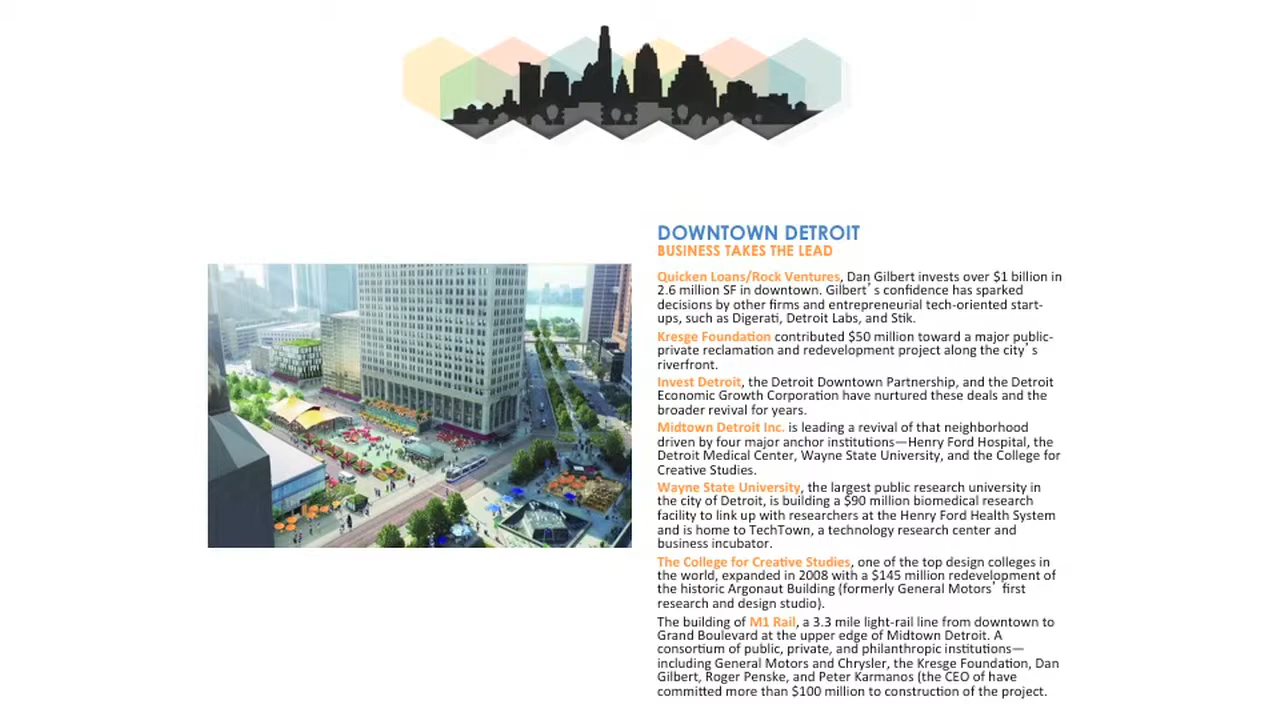 DOWNTOWN DETROIT
BUSINESS TAKES THE LEAD
Quicken Loans/Rock Ventures, Dan Gilbert invests over $1 billion in
2.6 million SF in downtown. Gilbert’s confidence has sparked
decisions by other firms and entrepreneurial tech-oriented start-
ups, such as Digerati, Detroit Labs, and Stik.
Kresge Foundation contributed $50 million toward a major public-
private reclamation and redevelopment project along the city’s
riverfront.
Invest Detroit, the Detroit Downtown Partnership, and the Detroit
Economic Growth Corporation have nurtured these deals and the
broader revival for years.
Midtown Detroit Inc. is leading a revival of that neighborhood
driven by four major anchor institutions—Henry Ford Hospital, the
Detroit Medical Center, Wayne State University, and the College for
Creative Studies.
Wayne State University, the largest public research university in
the city of Detroit, is building a $90 million biomedical research
facility to link up with researchers at the Henry Ford Health System
and is home to TechTown, a technology research center and
business incubator.
The College for Creative Studies, one of the top design colleges in
the world, expanded in 2008 with a $145 million redevelopment of
the historic Argonaut Building (formerly General Motors’ first
research and design studio).
The building of M1 Rail, a 3.3 mile light-rail line from downtown to
Grand Boulevard at the upper edge of Midtown Detroit. A
consortium of public, private, and philanthropic institutions—
including General Motors and Chrysler, the Kresge Foundation, Dan
Gilbert, Roger Penske, and Peter Karmanos (the CEO of have
committed more than $100 million to construction of the project.